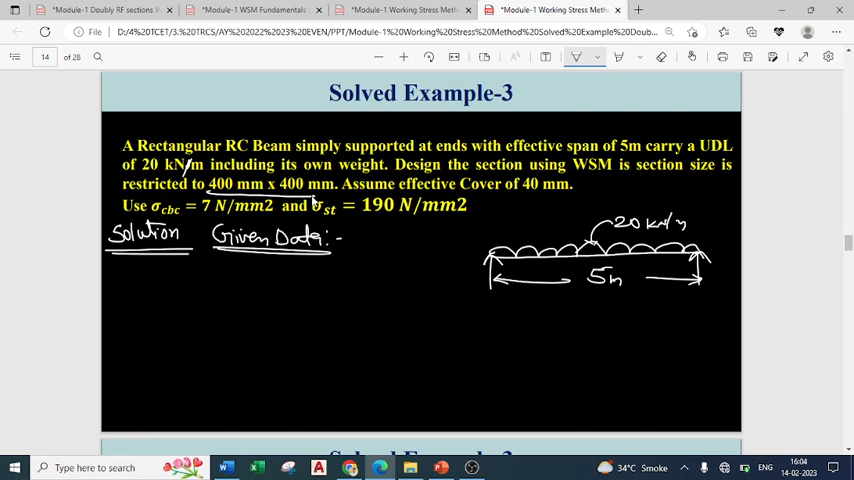 *Module-1 Doubly RF sections W
*Module-1 WSM Fundamentals
*Module-1 Working Stress Meth
*Module-1 Working Stress Meth
D:/4 TCET/3.%20TRCS/AY%202022%2023%20EVEN/PPT/Module-1%20Working%20Stress%20Method%20Solved%20Example%20Doub...
14 of 28
Solved Example-3
A Rectangular RC Beam simply supported at ends with effective span of 5m carry a UDL
of 20 kN/m including its own weight. Design the section using WSM is section size is
restricted to 400 mm x 400 mm. Assume effective Cover of 40 mm.
Use σcbc = 7 N/mm2 and σst = 190 N/mm2
20 kN/m
Solution Given Data:-
5m
Solved Example-3
Type here to search
34°C Smoke
ENG
16:04
14-02-2023